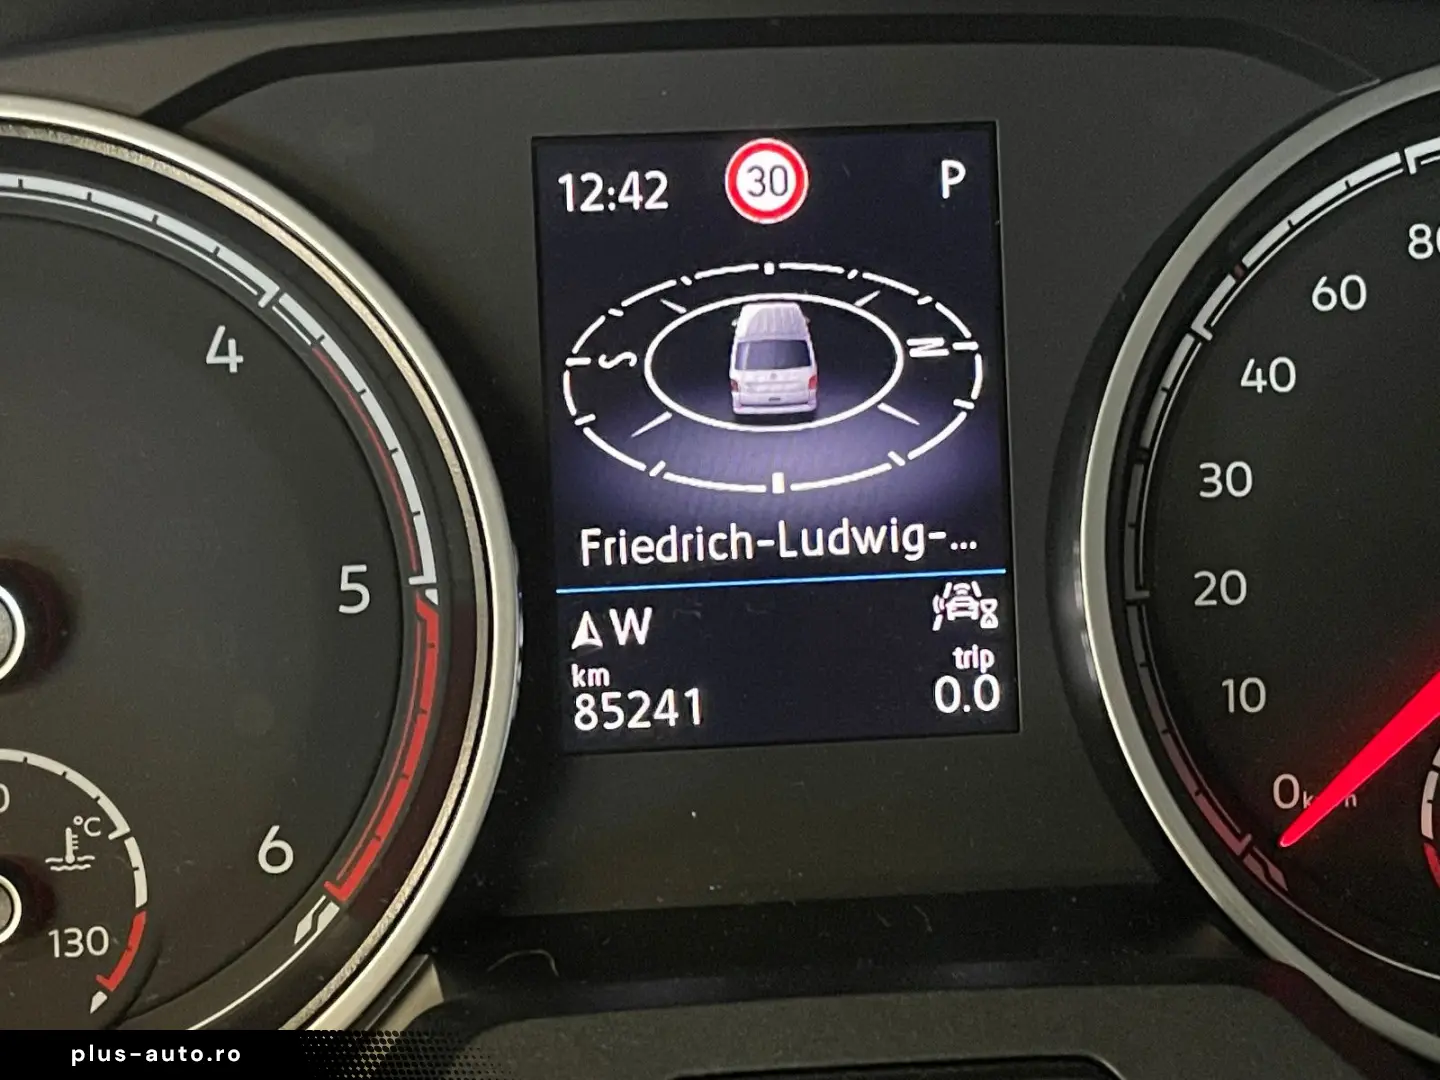 12:42 30 P
S N
Friedrich-Ludwig-...
W
km trip
85241 0.0
4
5
6
°C
130
80
60
40
30
20
10
0
plus-auto.ro